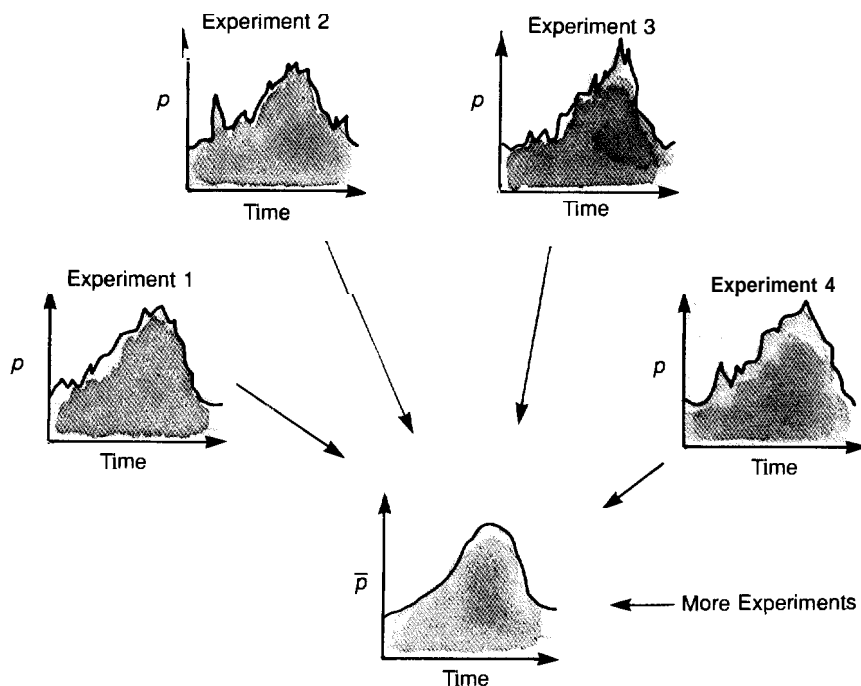 Experiment 2
p
Time
Experiment 3
p
Time
Experiment 1
p
Time
Experiment 4
p
Time
p̅
Time
More Experiments